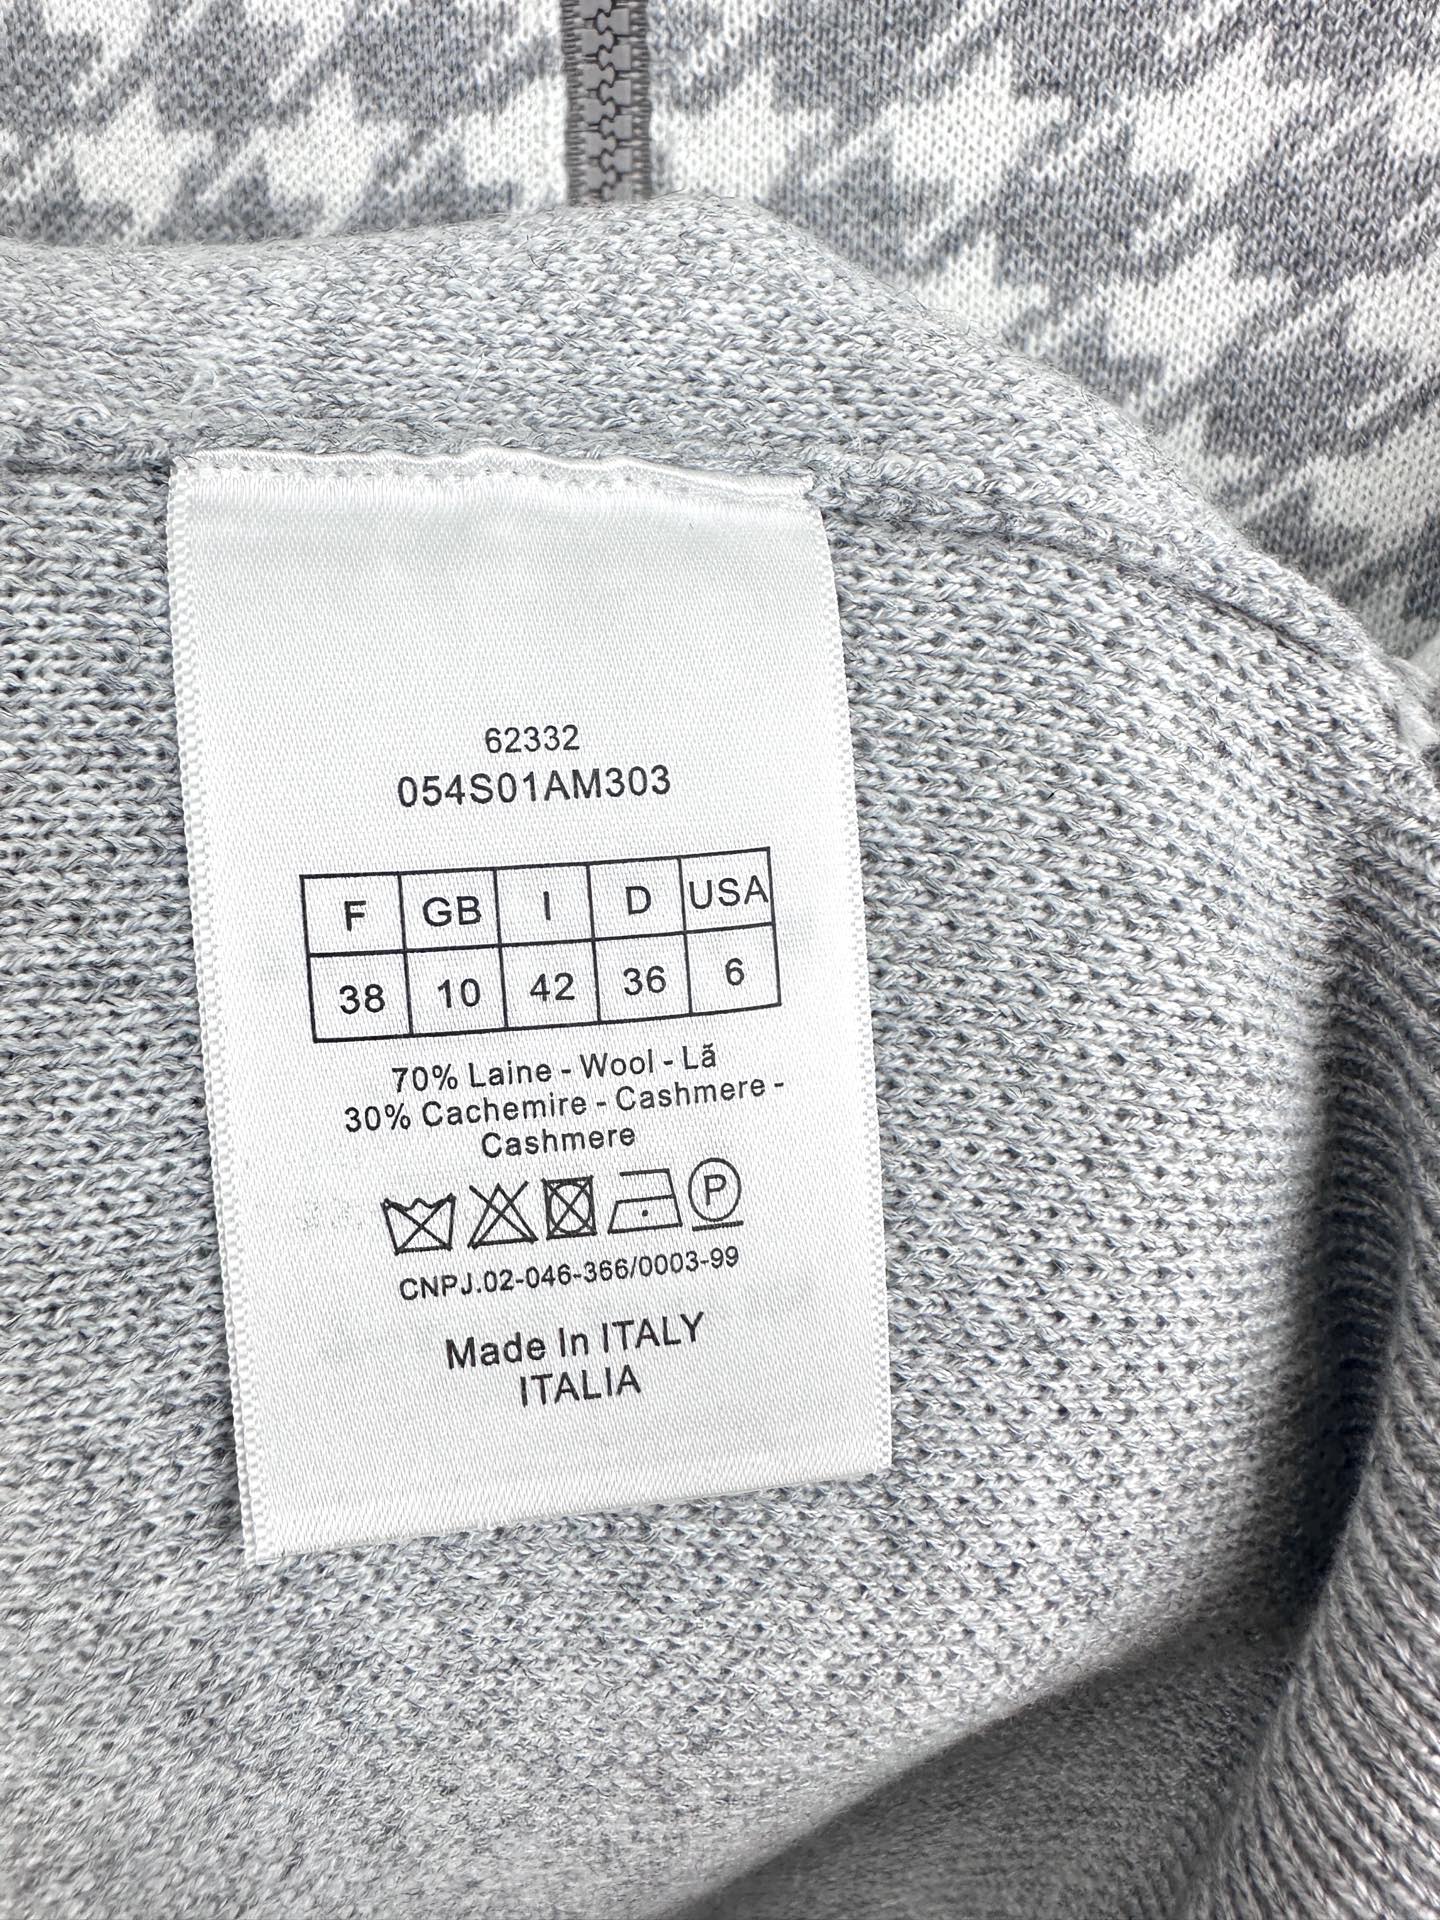 62332
054S01AM303
F GB I D USA
38 10 42 36 6
70% Laine - Wool - Lã
30% Cachemire - Cashmere -
Cashmere
P
CNPJ.02-046-366/0003-99
Made In ITALY
ITALIA